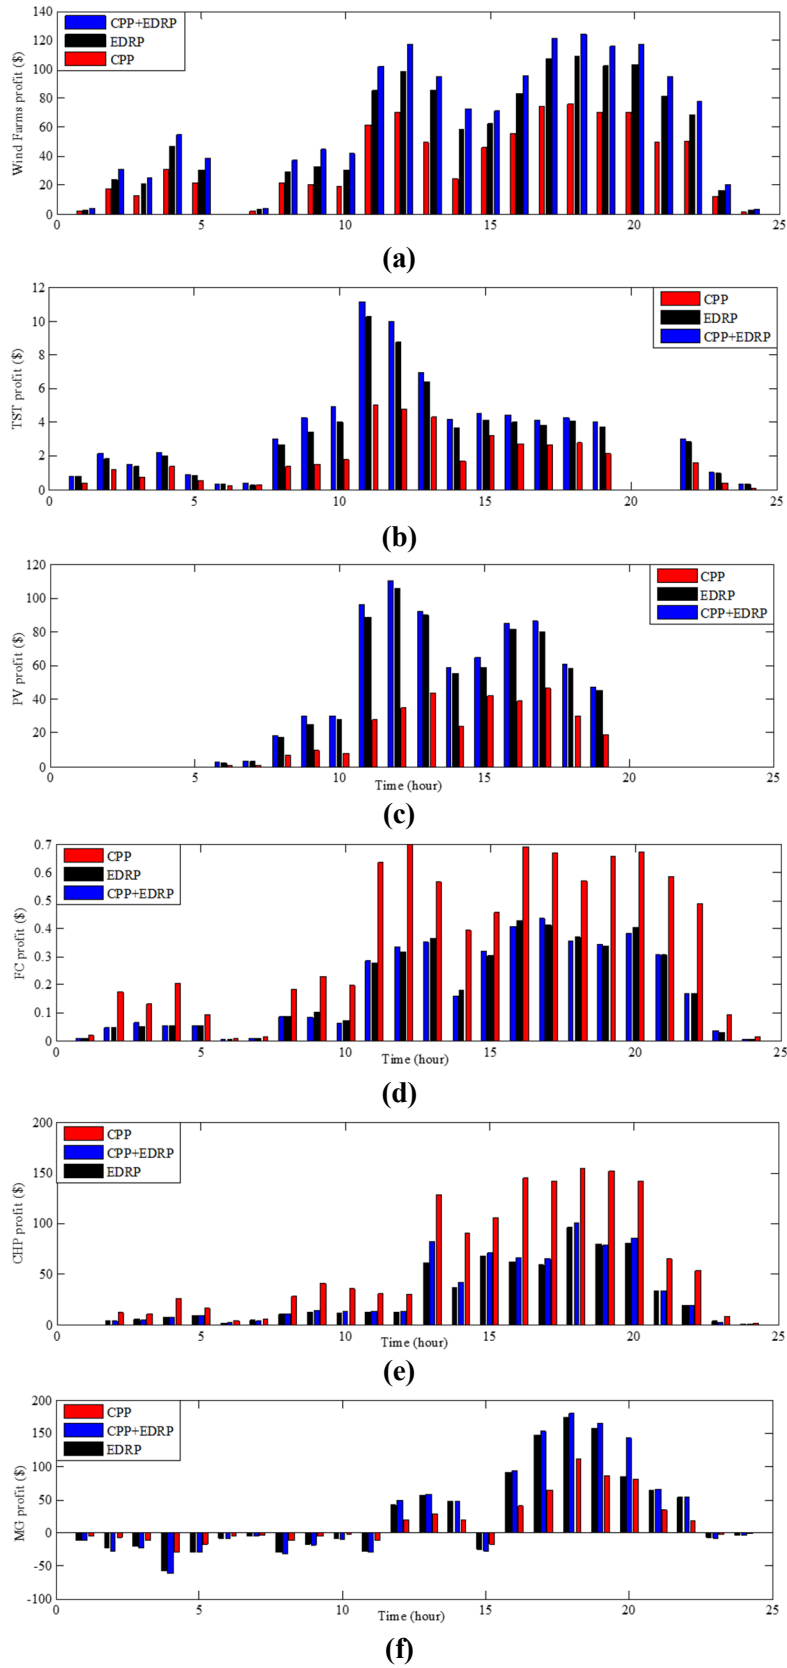 Wind Farms profit ($)
140
120
100
80
60
40
20
0
CPP+EDRP
EDRP
CPP
0 5 10 15 20 25
(a)
TST profit ($)
12
10
8
6
4
2
0
CPP
EDRP
CPP+EDRP
0 5 10 15 20 25
(b)
PV profit ($)
120
100
80
60
40
20
0
CPP
EDRP
CPP+EDRP
0 5 10 15 20 25
Time (hour)
(c)
FC profit ($)
0.7
0.6
0.5
0.4
0.3
0.2
0.1
0
CPP
EDRP
CPP+EDRP
0 5 10 15 20 25
Time (hour)
(d)
CHP profit ($)
200
150
100
50
0
CPP
CPP+EDRP
EDRP
0 5 10 15 20 25
Time (hour)
(e)
MG profit ($)
200
150
100
50
0
-50
-100
CPP
CPP+EDRP
EDRP
0 5 10 15 20 25
Time (hour)
(f)